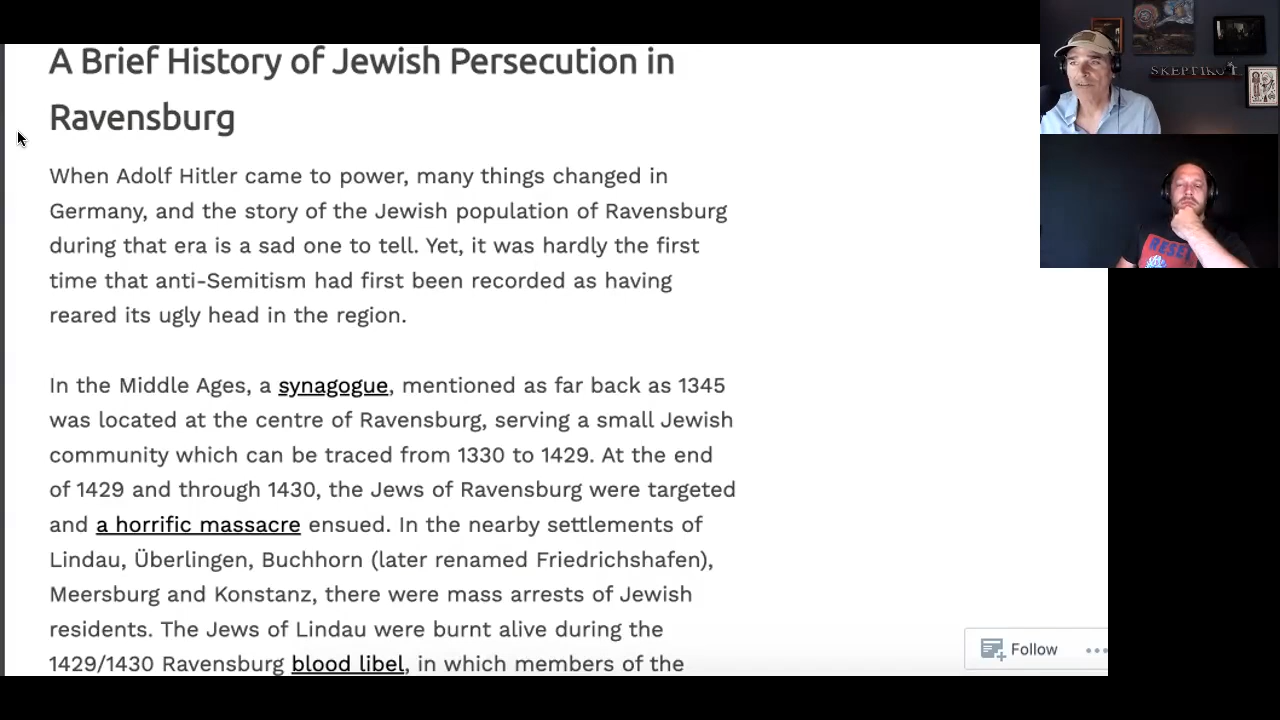 A Brief History of Jewish Persecution in
Ravensburg
When Adolf Hitler came to power, many things changed in
Germany, and the story of the Jewish population of Ravensburg
during that era is a sad one to tell. Yet, it was hardly the first
time that anti-Semitism had first been recorded as having
reared its ugly head in the region.
In the Middle Ages, a synagogue, mentioned as far back as 1345
was located at the centre of Ravensburg, serving a small Jewish
community which can be traced from 1330 to 1429. At the end
of 1429 and through 1430, the Jews of Ravensburg were targeted
and a horrific massacre ensued. In the nearby settlements of
Lindau, Überlingen, Buchhorn (later renamed Friedrichshafen),
Meersburg and Konstanz, there were mass arrests of Jewish
residents. The Jews of Lindau were burnt alive during the
1429/1430 Ravensburg blood libel, in which members of the
Follow
SKEPTIKO
RESET